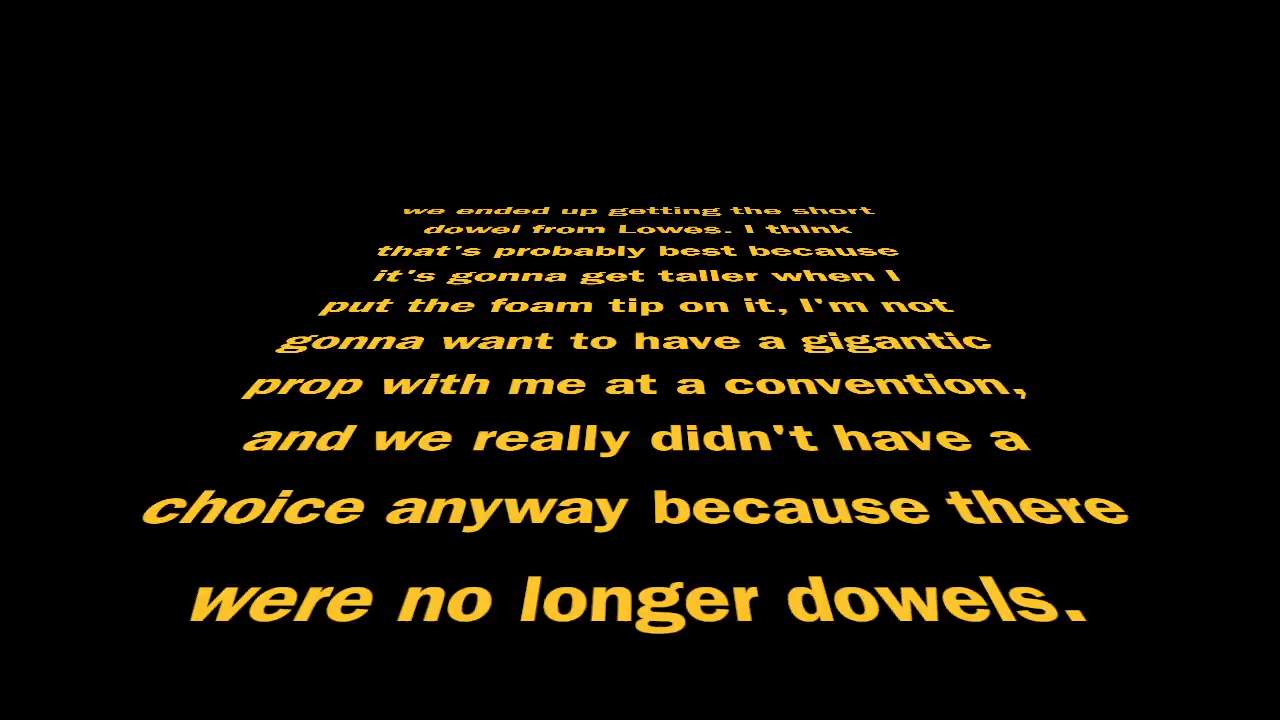 we ended up getting the short
dowel from Lowes. I think
that's probably best because
it's gonna get taller when I
put the foam tip on it, I'm not
gonna want to have a gigantic
prop with me at a convention,
and we really didn't have a
choice anyway because there
were no longer dowels.